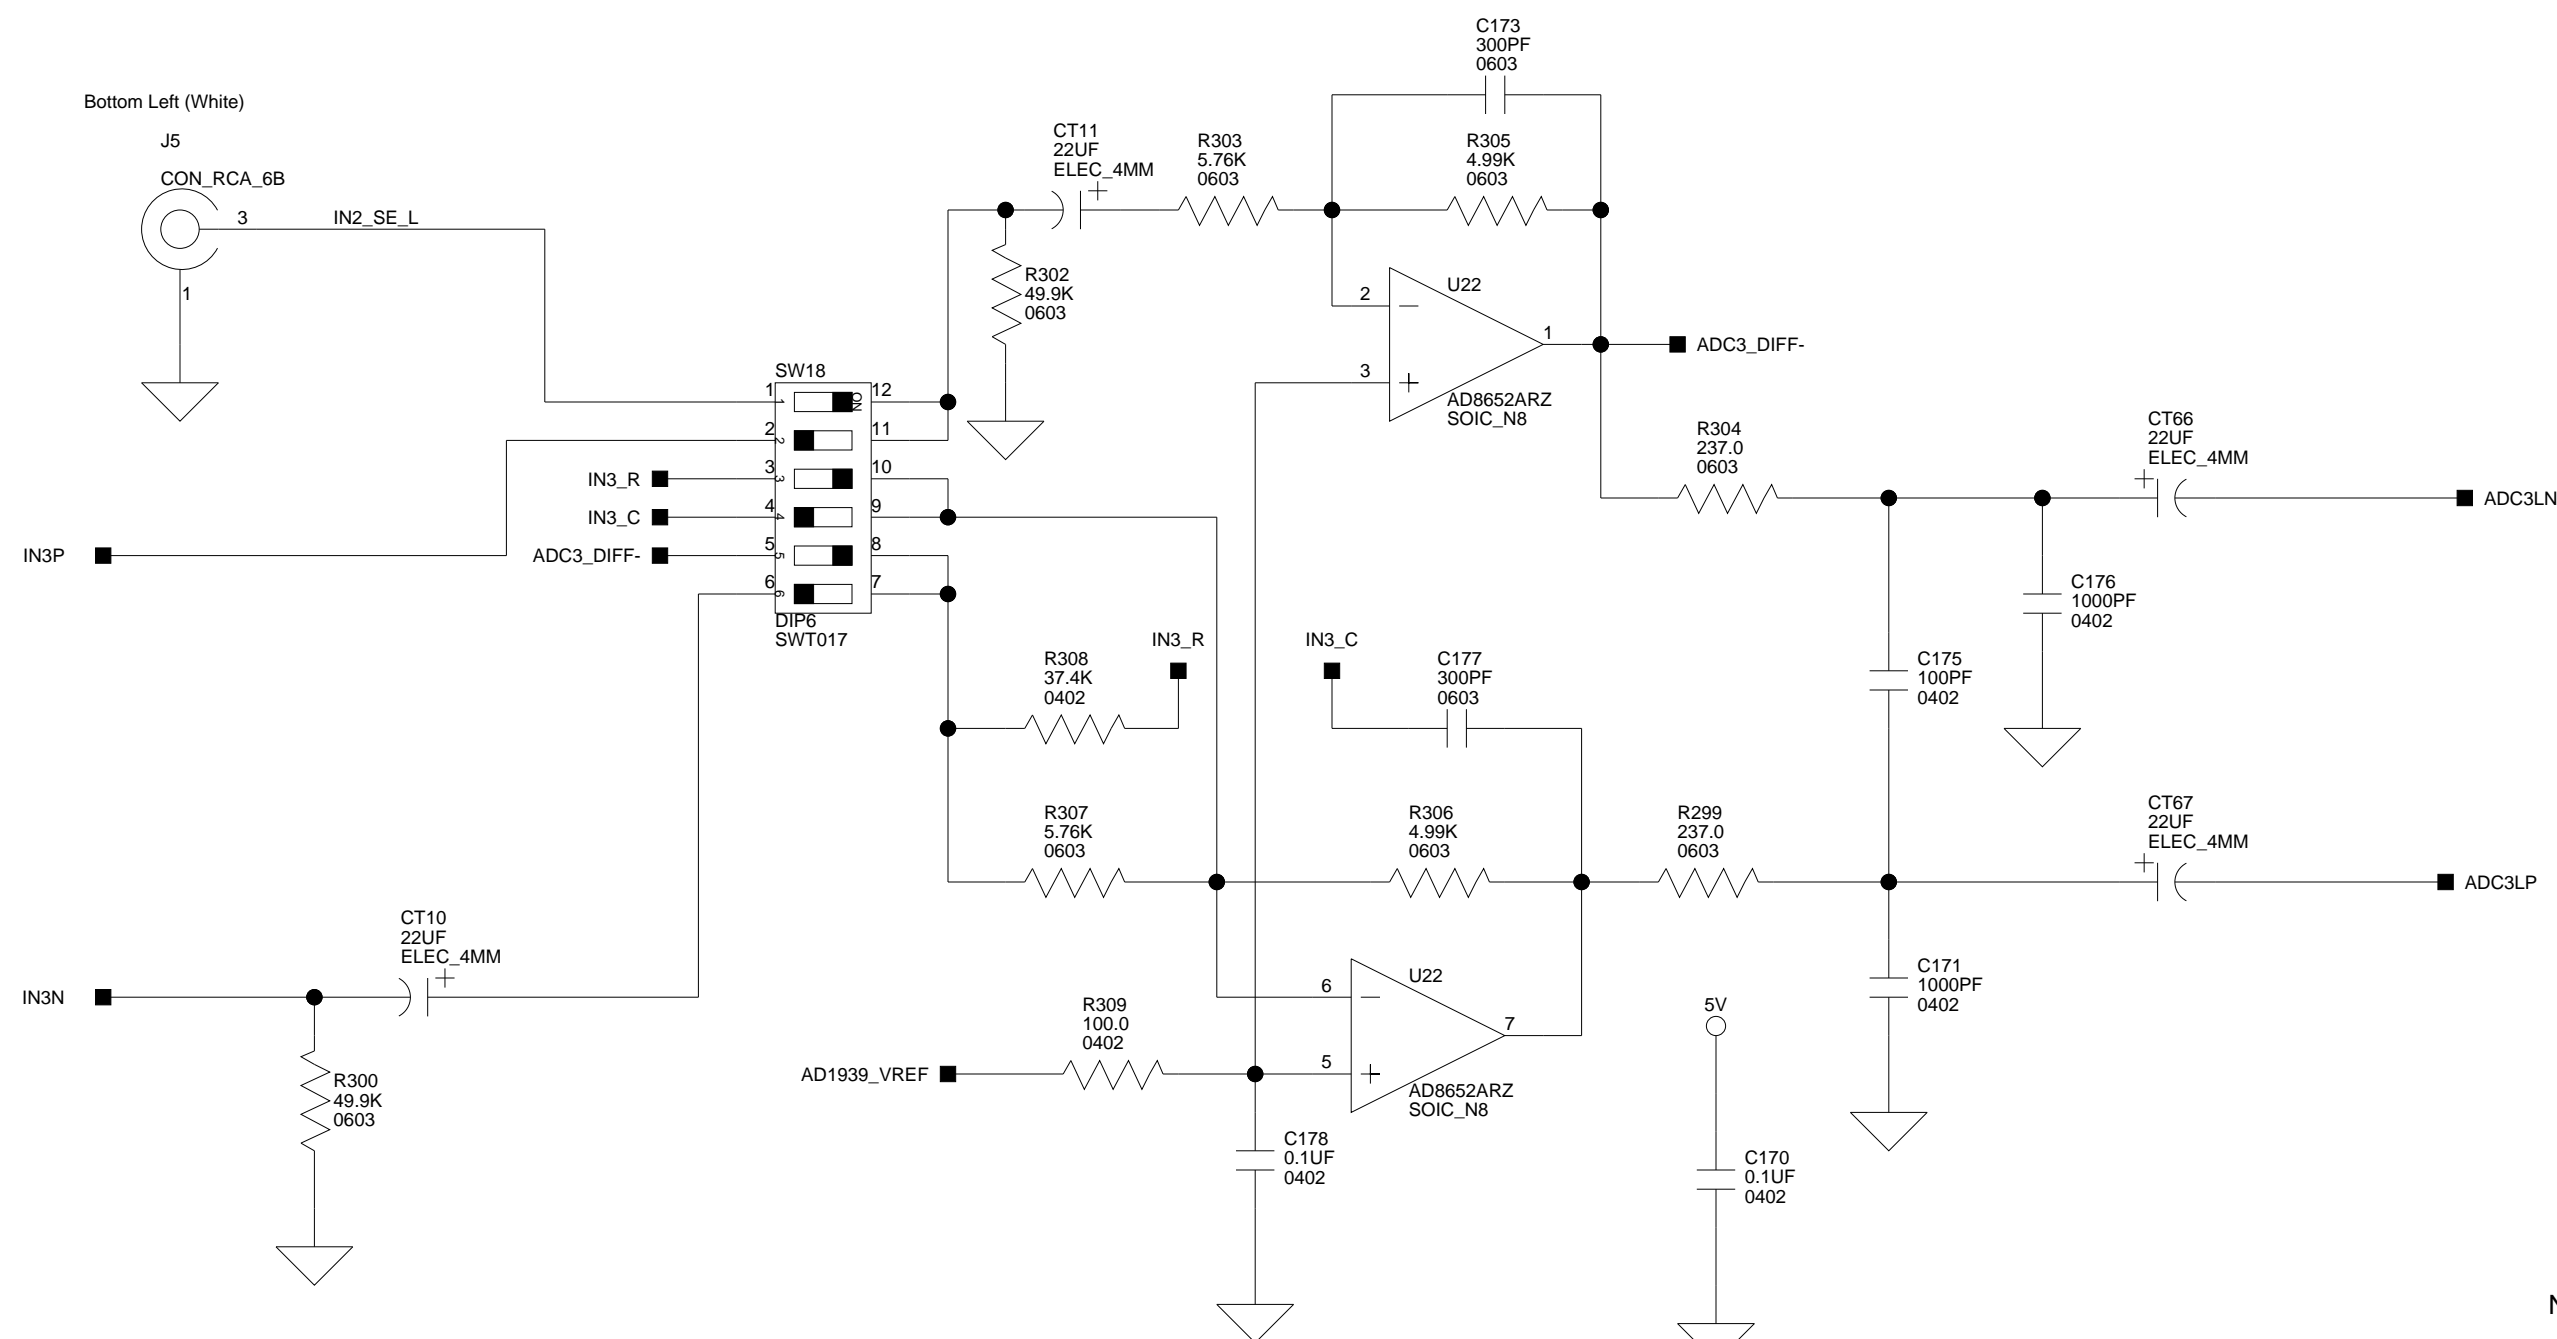 C173
300PF
0603
Bottom Left (White)
J5
CON_RCA_6B
3
IN2_SE_L
1
CT11
22UF
ELEC_4MM
+
R303
5.76K
0603
R305
4.99K
0603
R302
49.9K
0603
U22
2
3
1
ADC3_DIFF-
AD8652ARZ
SOIC_N8
SW18
1
2
3
4
5
6
1
2
3
4
5
6
ON
12
11
10
9
8
7
DIP6
SWT017
IN3_R
IN3_C
ADC3_DIFF-
IN3P
R304
237.0
0603
CT66
22UF
ELEC_4MM
+
ADC3LN
C176
1000PF
0402
C175
100PF
0402
R308
37.4K
0402
IN3_R
IN3_C
C177
300PF
0603
R307
5.76K
0603
R306
4.99K
0603
R299
237.0
0603
CT67
22UF
ELEC_4MM
+
ADC3LP
CT10
22UF
ELEC_4MM
+
IN3N
R300
49.9K
0603
U22
6
5
7
AD8652ARZ
SOIC_N8
R309
100.0
0402
AD1939_VREF
C178
0.1UF
0402
5V
C170
0.1UF
0402
C171
1000PF
0402